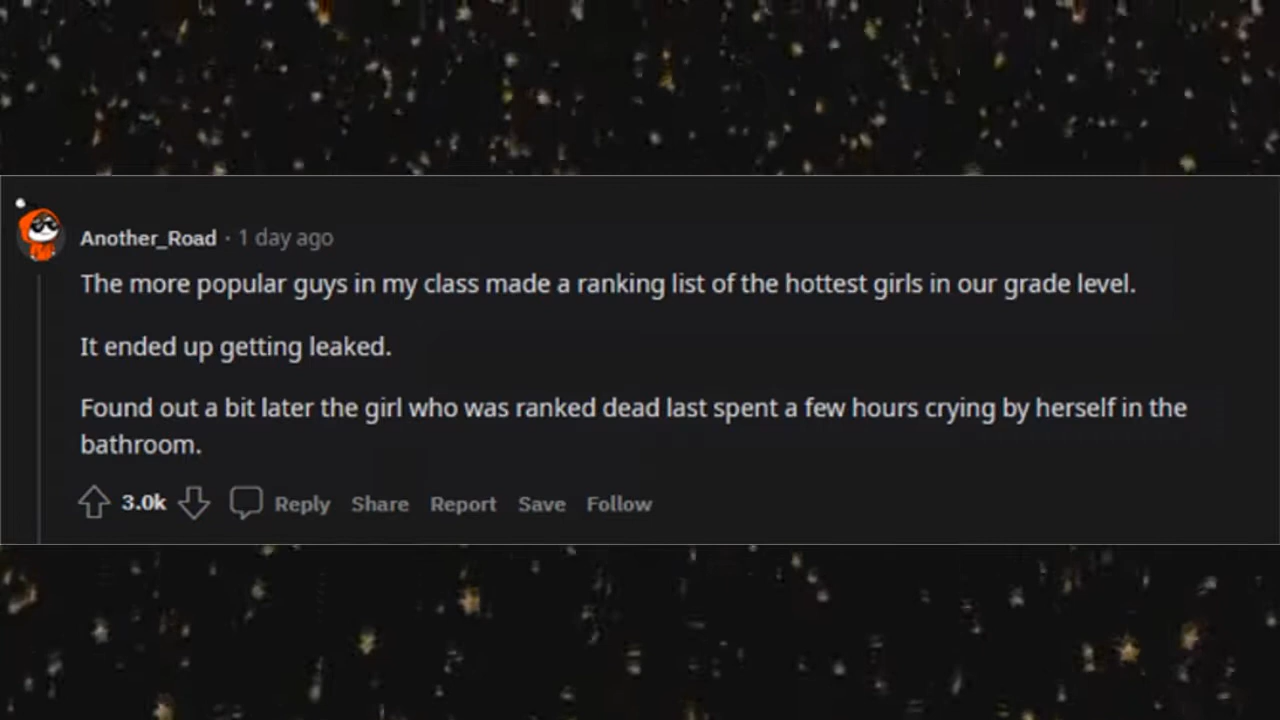 Another_Road · 1 day ago
The more popular guys in my class made a ranking list of the hottest girls in our grade level.
It ended up getting leaked.
Found out a bit later the girl who was ranked dead last spent a few hours crying by herself in the
bathroom.
3.0k Reply Share Report Save Follow